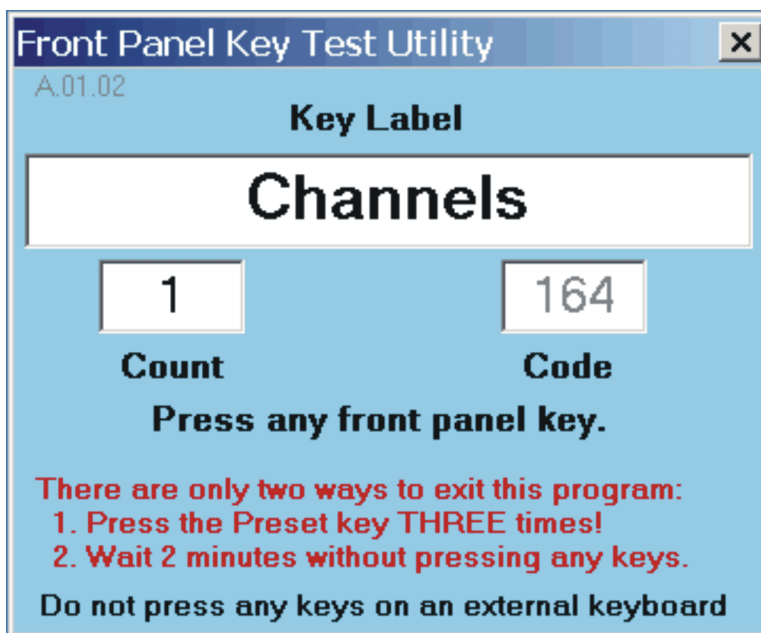 Front Panel Key Test Utility
A.01.02
Key Label
Channels
1 164
Count Code
Press any front panel key.
There are only two ways to exit this program:
1. Press the Preset key THREE times!
2. Wait 2 minutes without pressing any keys.
Do not press any keys on an external keyboard